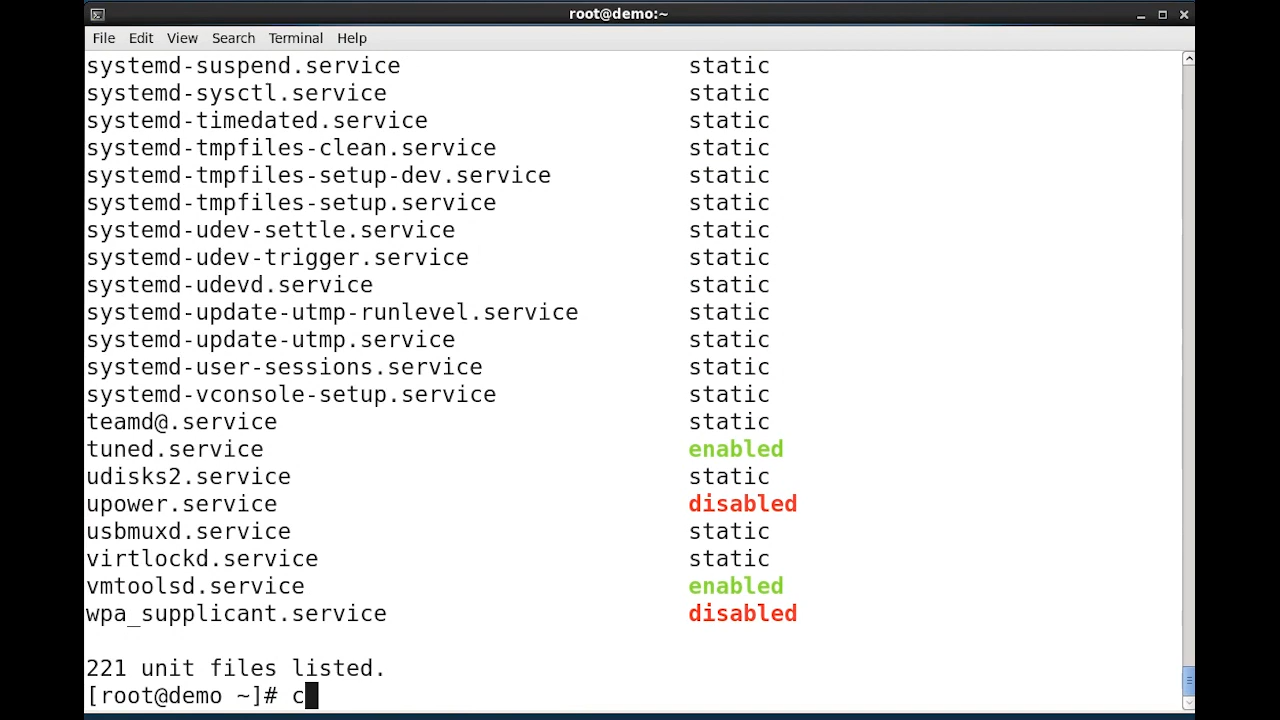 root@demo:~
File Edit View Search Terminal Help
systemd-suspend.service static
systemd-sysctl.service static
systemd-timedated.service static
systemd-tmpfiles-clean.service static
systemd-tmpfiles-setup-dev.service static
systemd-tmpfiles-setup.service static
systemd-udev-settle.service static
systemd-udev-trigger.service static
systemd-udevd.service static
systemd-update-utmp-runlevel.service static
systemd-update-utmp.service static
systemd-user-sessions.service static
systemd-vconsole-setup.service static
teamd@.service static
tuned.service enabled
udisks2.service static
upower.service disabled
usbmuxd.service static
virtlockd.service static
vmtoolsd.service enabled
wpa_supplicant.service disabled
221 unit files listed.
[root@demo ~]# c